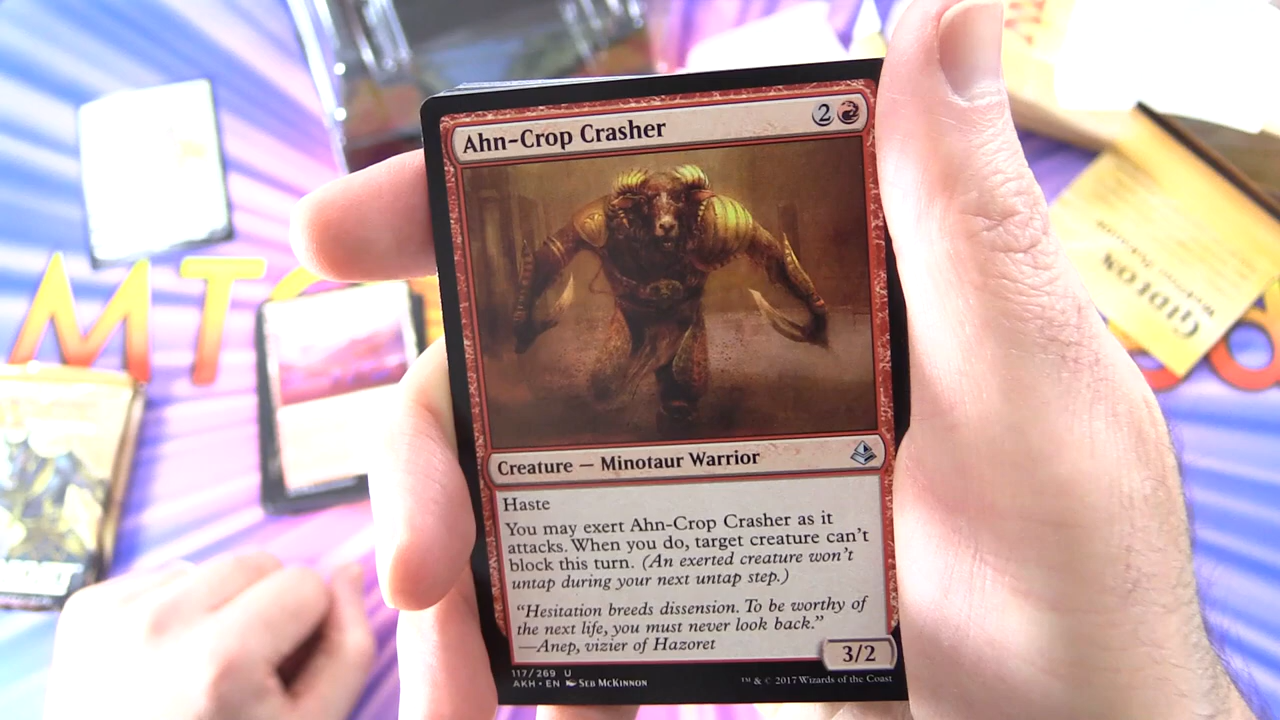 Ahn-Crop Crasher
2
Creature — Minotaur Warrior
Haste
You may exert Ahn-Crop Crasher as it
attacks. When you do, target creature can't
block this turn. (An exerted creature won't
untap during your next untap step.)
"Hesitation breeds dissension. To be worthy of
the next life, you must never look back."
—Anep, vizier of Hazoret
3/2
117/269 U
AKH • EN Seb McKinnon
™ & © 2017 Wizards of the Coast
MTG
GIDEON